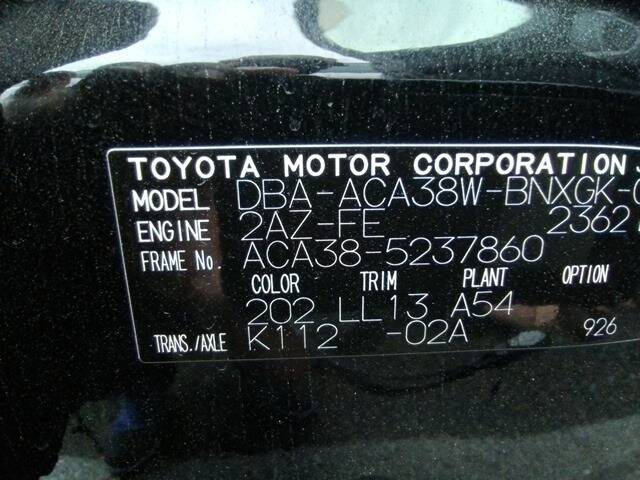 TOYOTA MOTOR CORPORATION J
MODEL DBA-ACA38W-BNXGK-
ENGINE 2AZ-FE 2362
FRAME No. ACA38-5237860
COLOR TRIM PLANT OPTION
202 LL13 A54
TRANS./AXLE K112 -02A 926